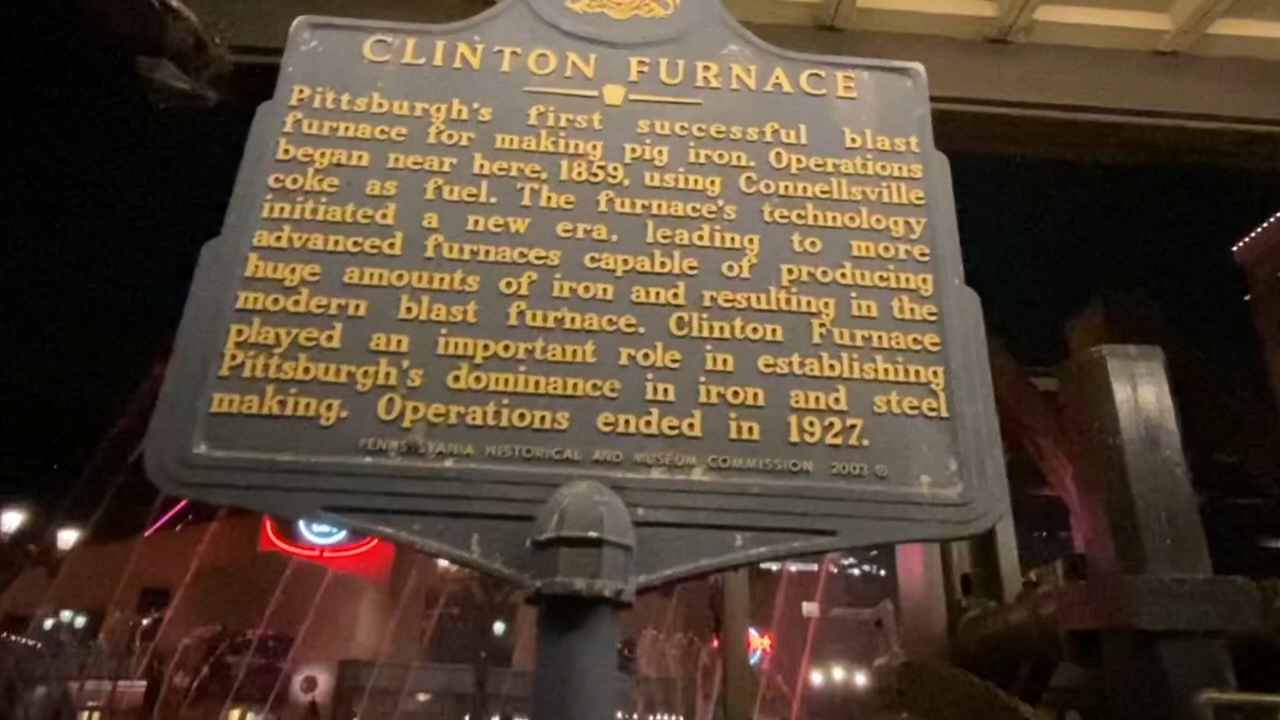 CLINTON FURNACE
Pittsburgh's first successful blast
furnace for making pig iron. Operations
began near here, 1859, using Connellsville
coke as fuel. The furnace's technology
initiated a new era, leading to more
advanced furnaces capable of producing
huge amounts of iron and resulting in the
modern blast furnace. Clinton Furnace
played an important role in establishing
Pittsburgh's dominance in iron and steel
making. Operations ended in 1927.
PENNSYLVANIA HISTORICAL AND MUSEUM COMMISSION 2003 ©